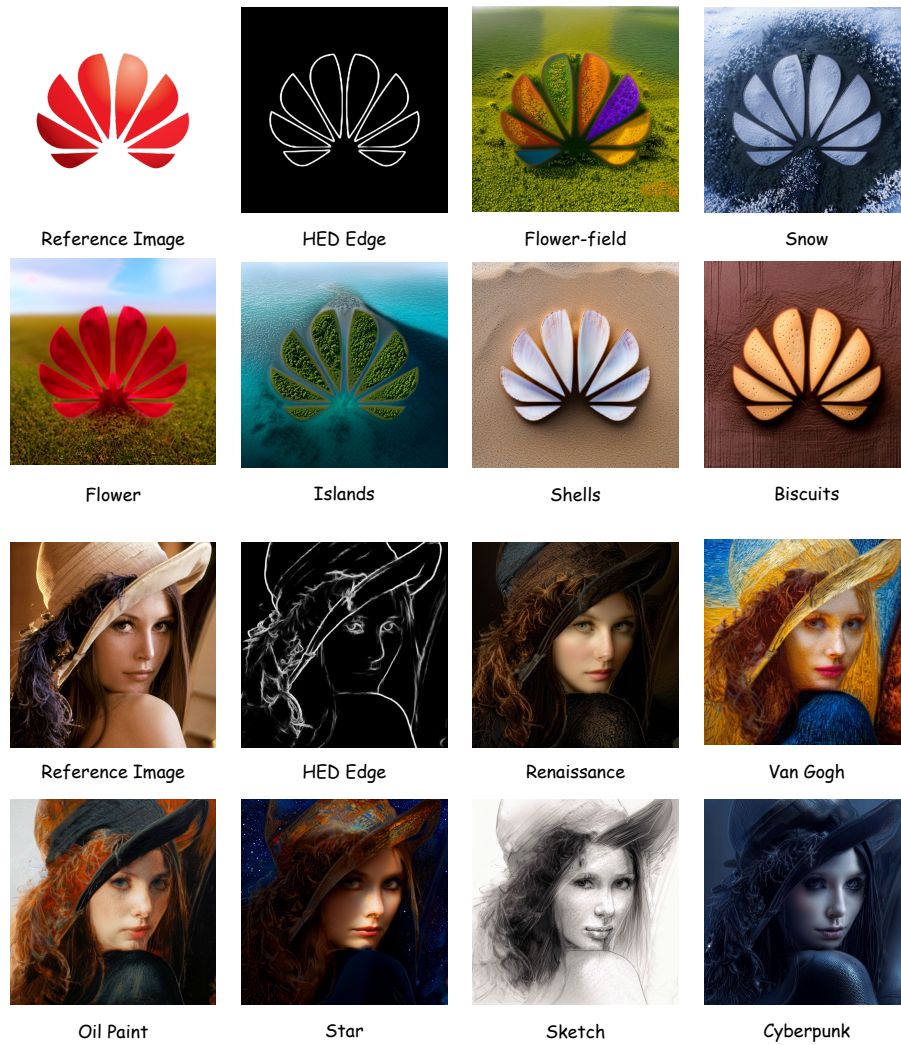 Reference Image
HED Edge
Flower-field
Snow
Flower
Islands
Shells
Biscuits
Reference Image
HED Edge
Renaissance
Van Gogh
Oil Paint
Star
Sketch
Cyberpunk